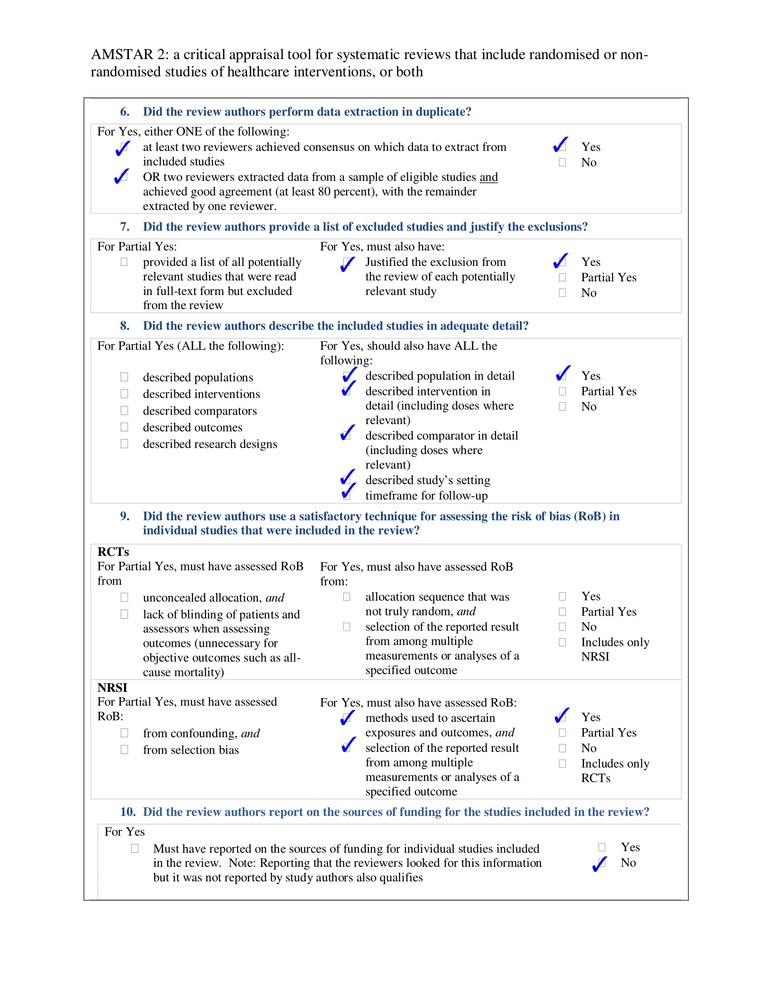 AMSTAR 2: a critical appraisal tool for systematic reviews that include randomised or non-
randomised studies of healthcare interventions, or both
6. Did the review authors perform data extraction in duplicate?
For Yes, either ONE of the following:
at least two reviewers achieved consensus on which data to extract from
included studies
OR two reviewers extracted data from a sample of eligible studies and
achieved good agreement (at least 80 percent), with the remainder
extracted by one reviewer.
Yes
No
7. Did the review authors provide a list of excluded studies and justify the exclusions?
For Partial Yes:
provided a list of all potentially
relevant studies that were read
in full-text form but excluded
from the review
For Yes, must also have:
Justified the exclusion from
the review of each potentially
relevant study
Yes
Partial Yes
No
8. Did the review authors describe the included studies in adequate detail?
For Partial Yes (ALL the following):
described populations
described interventions
described comparators
described outcomes
described research designs
For Yes, should also have ALL the
following:
described population in detail
described intervention in
detail (including doses where
relevant)
described comparator in detail
(including doses where
relevant)
described study’s setting
timeframe for follow-up
Yes
Partial Yes
No
9. Did the review authors use a satisfactory technique for assessing the risk of bias (RoB) in
individual studies that were included in the review?
RCTs
For Partial Yes, must have assessed RoB
from
unconcealed allocation, and
lack of blinding of patients and
assessors when assessing
outcomes (unnecessary for
objective outcomes such as all-
cause mortality)
For Yes, must also have assessed RoB
from:
allocation sequence that was
not truly random, and
selection of the reported result
from among multiple
measurements or analyses of a
specified outcome
Yes
Partial Yes
No
Includes only
NRSI
NRSI
For Partial Yes, must have assessed
RoB:
from confounding, and
from selection bias
For Yes, must also have assessed RoB:
methods used to ascertain
exposures and outcomes, and
selection of the reported result
from among multiple
measurements or analyses of a
specified outcome
Yes
Partial Yes
No
Includes only
RCTs
10. Did the review authors report on the sources of funding for the studies included in the review?
For Yes
Must have reported on the sources of funding for individual studies included
in the review. Note: Reporting that the reviewers looked for this information
but it was not reported by study authors also qualifies
Yes
No